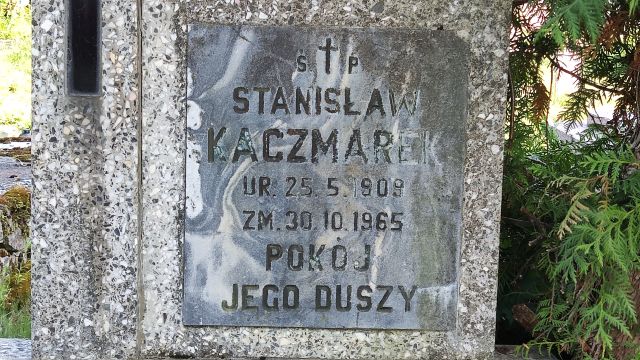 Ś † P
STANISŁAW
KACZMAREK
UR. 25.5.1909
ZM. 30.10.1965
POKÓJ
JEGO DUSZY